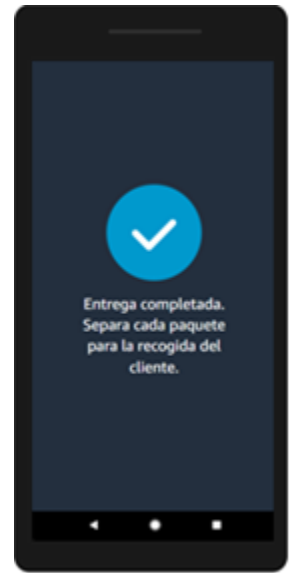 Entrega completada.
Separa cada paquete
para la recogida del
cliente.